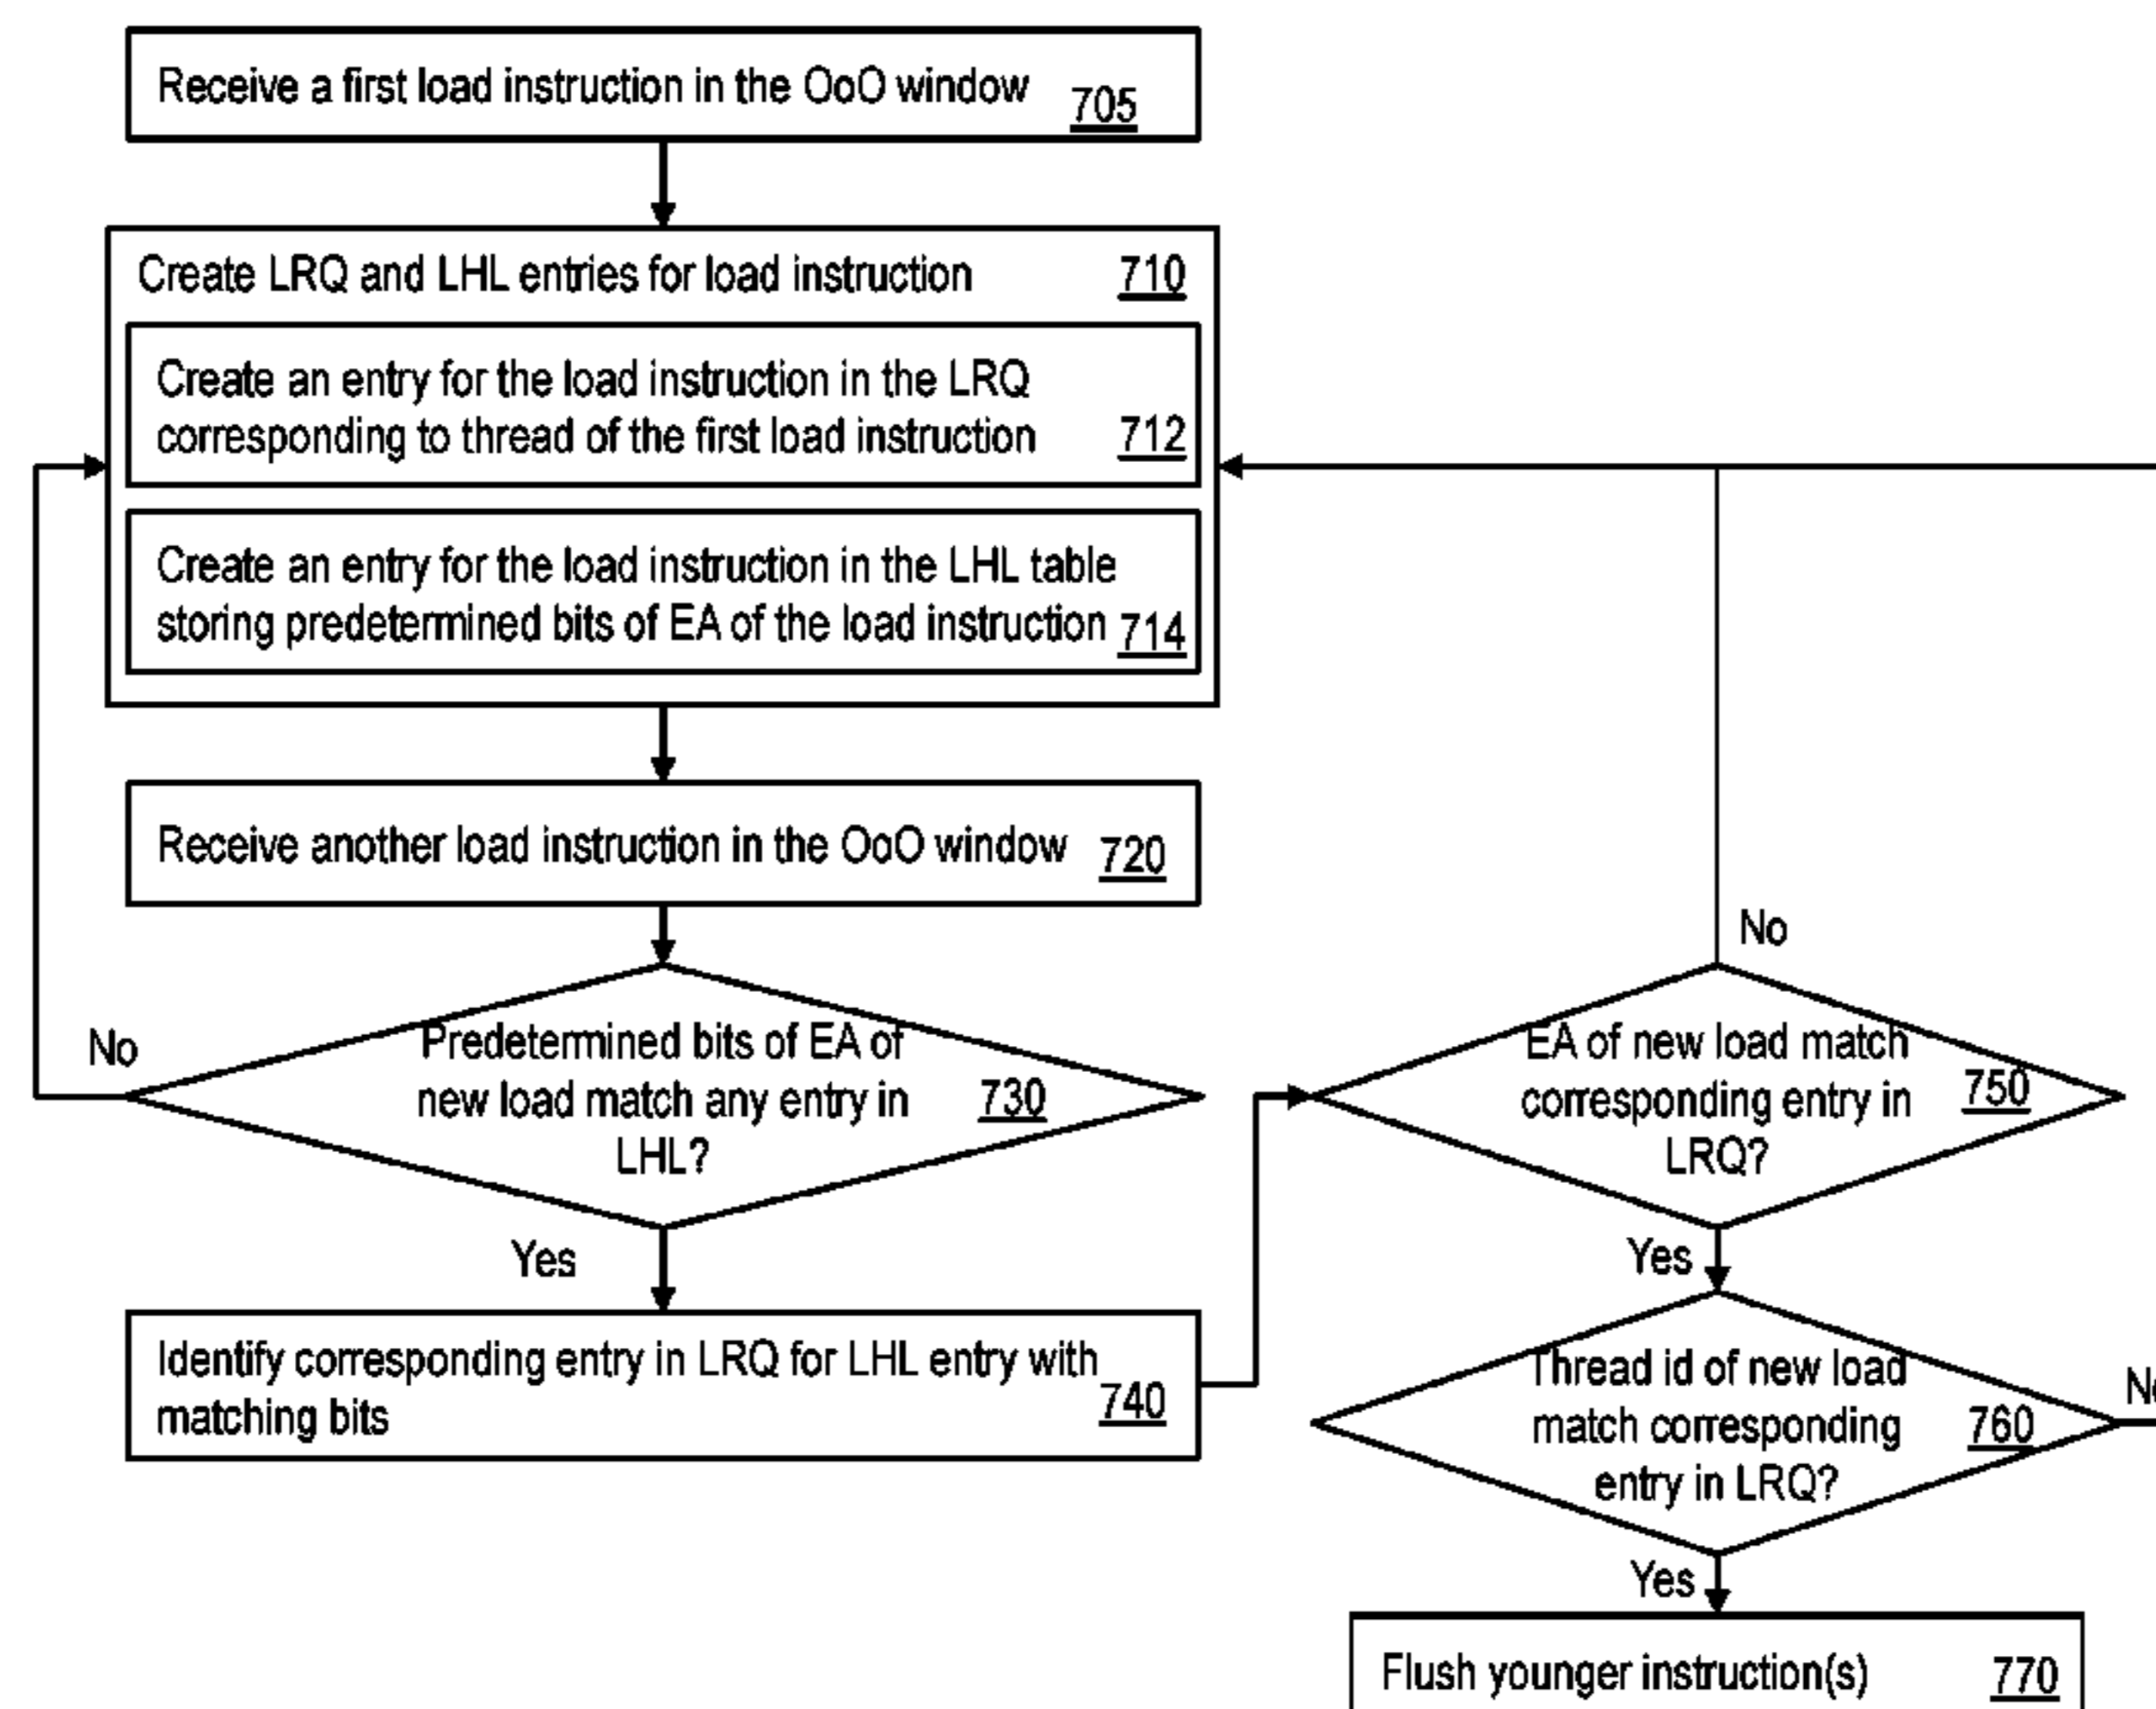 Receive a first load instruction in the OoO window 705
Create LRQ and LHL entries for load instruction 710
Create an entry for the load instruction in the LRQ
corresponding to thread of the first load instruction 712
Create an entry for the load instruction in the LHL table
storing predetermined bits of EA of the load instruction 714
Receive another load instruction in the OoO window 720
No
Predetermined bits of EA of
new load match any entry in 730
LHL?
Yes
Identify corresponding entry in LRQ for LHL entry with
matching bits 740
No
EA of new load match
corresponding entry in 750
LRQ?
Yes
Thread id of new load
match corresponding 760
entry in LRQ?
Yes
Flush younger instruction(s) 770